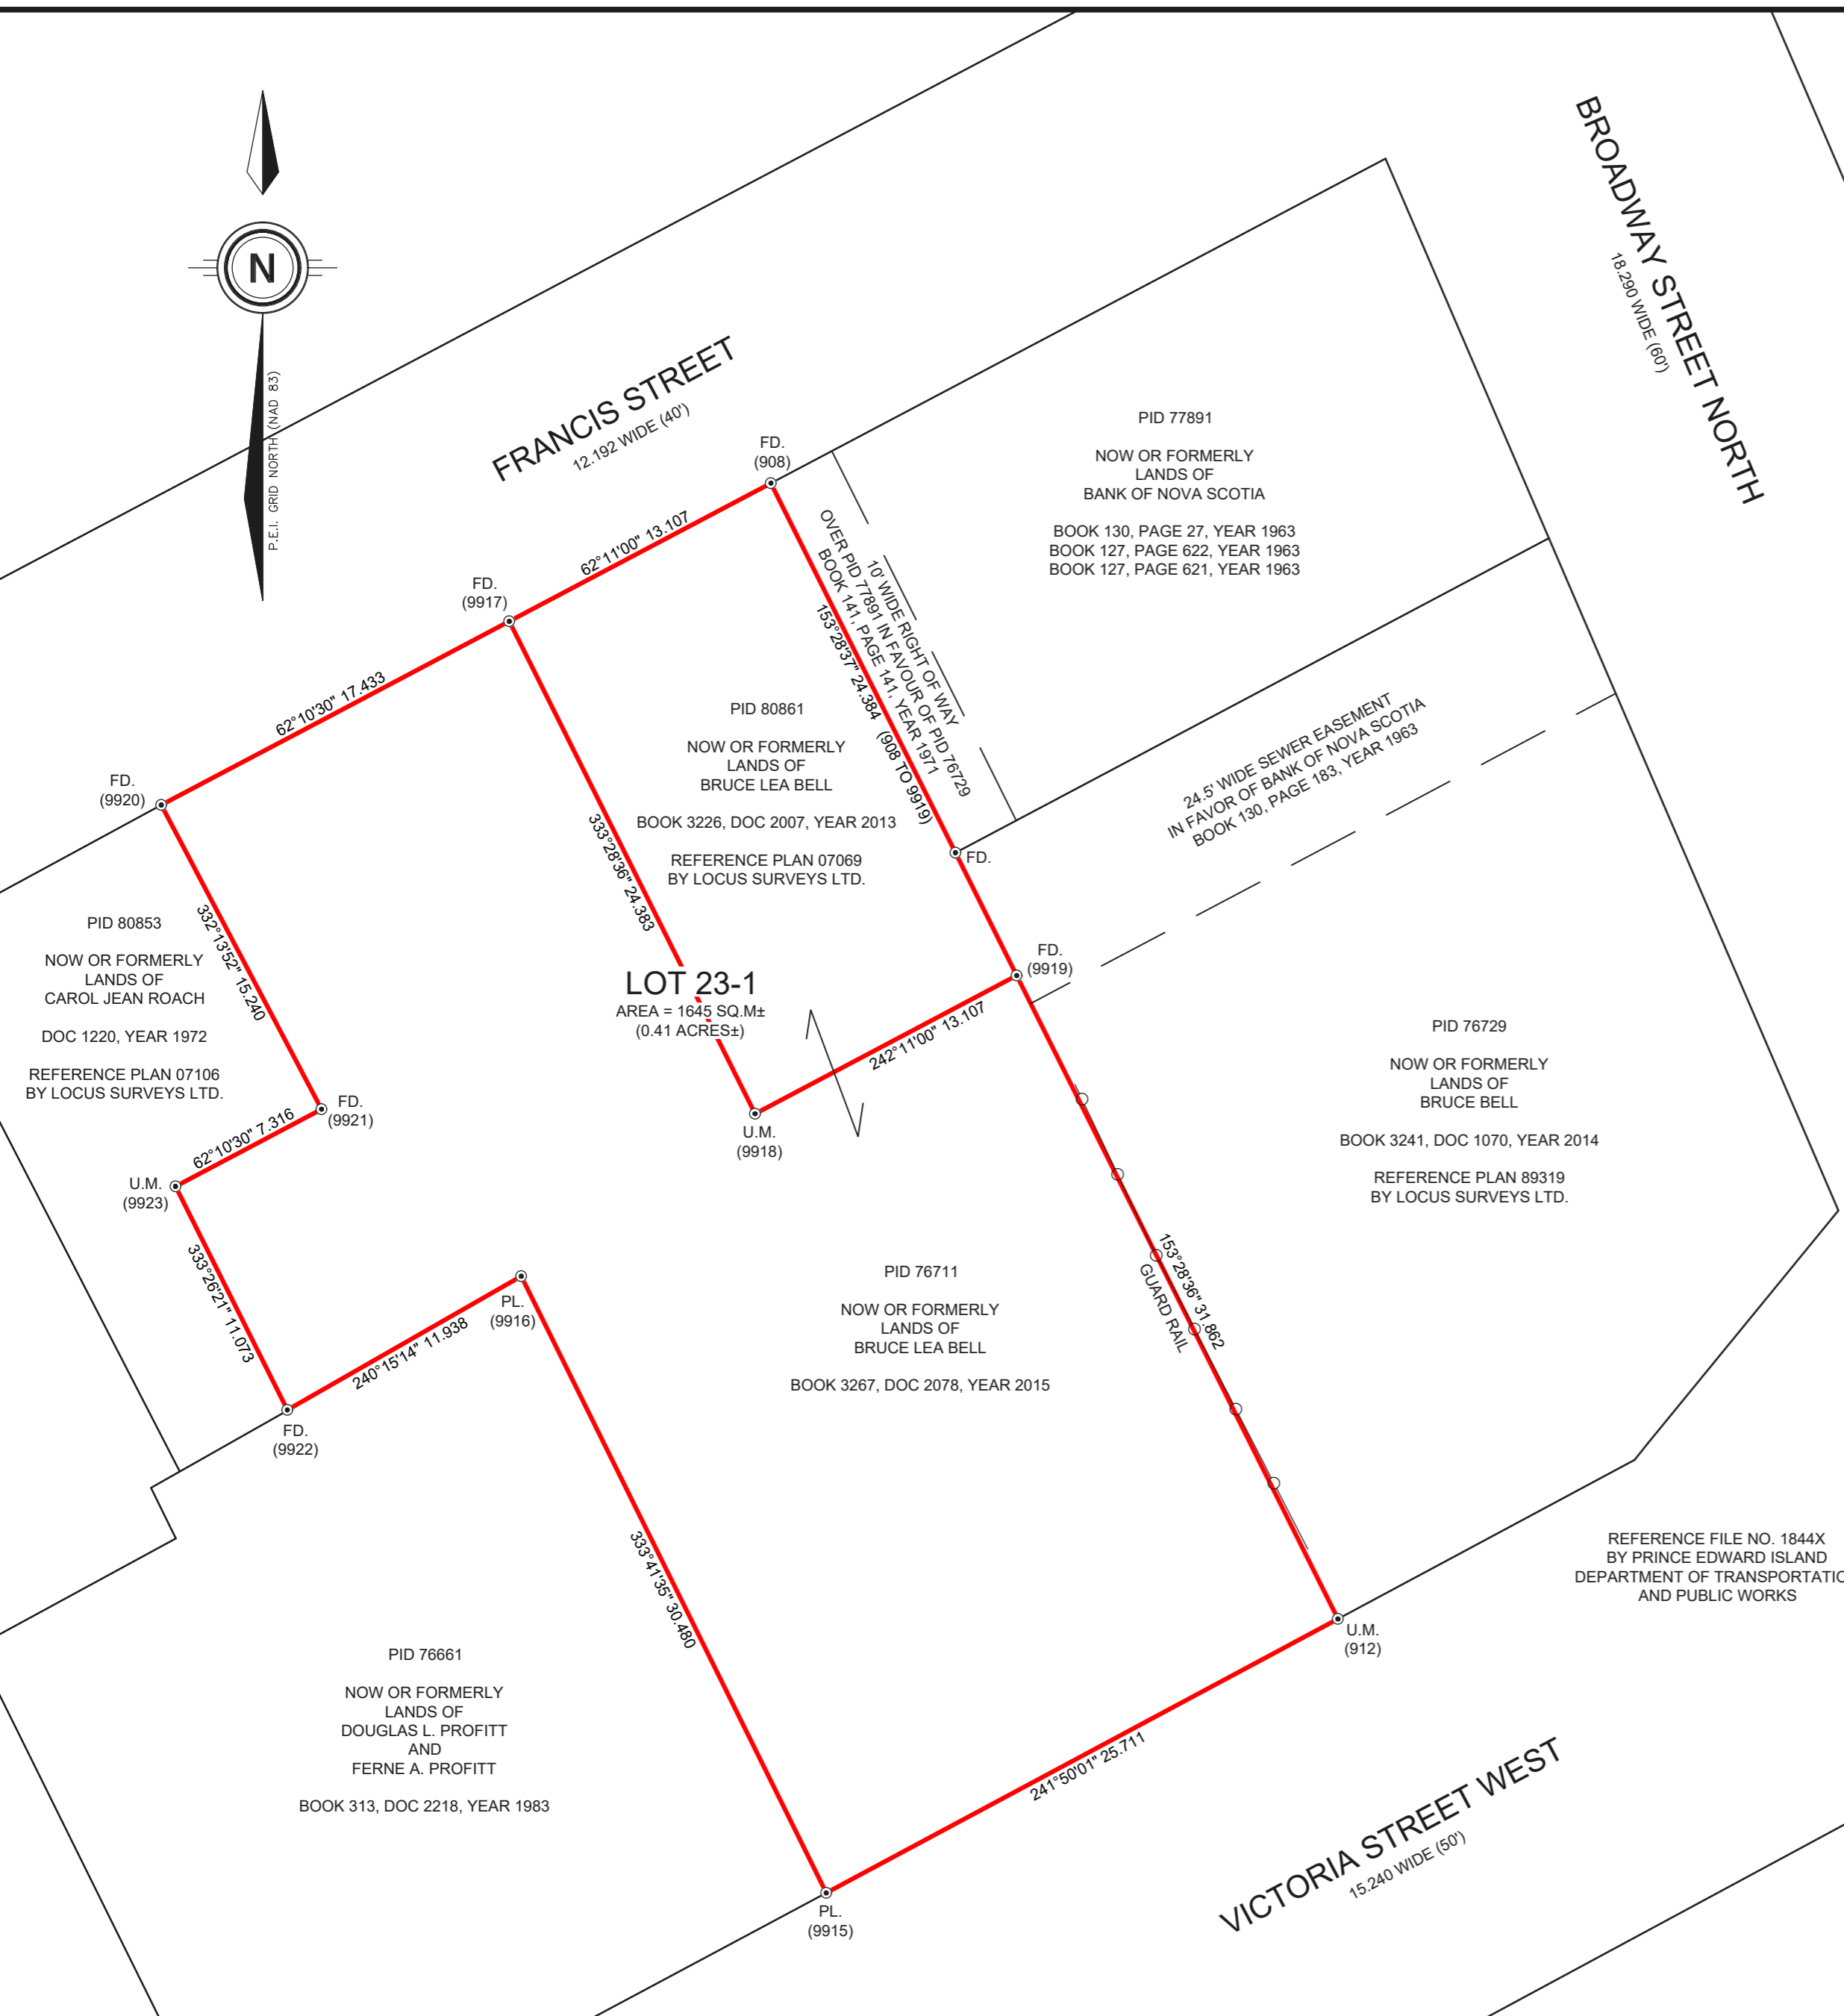 BROADWAY STREET NORTH
18.290 WIDE (60')
N
P.E.I. GRID NORTH (NAD 83)
FRANCIS STREET
12.192 WIDE (40')
FD.
(908)
PID 77891
NOW OR FORMERLY
LANDS OF
BANK OF NOVA SCOTIA
BOOK 130, PAGE 27, YEAR 1963
BOOK 127, PAGE 622, YEAR 1963
BOOK 127, PAGE 621, YEAR 1963
62°11'00" 13.107
FD.
(9917)
10' WIDE RIGHT OF WAY
OVER PID 77891 IN FAVOUR OF PID 76729
BOOK 141, PAGE 141, YEAR 1971
153°28'37" 24.384 (908 TO 9919)
62°10'30" 17.433
PID 80861
NOW OR FORMERLY
LANDS OF
BRUCE LEA BELL
BOOK 3226, DOC 2007, YEAR 2013
REFERENCE PLAN 07069
BY LOCUS SURVEYS LTD.
24.5' WIDE SEWER EASEMENT
IN FAVOR OF BANK OF NOVA SCOTIA
BOOK 130, PAGE 183, YEAR 1963
FD.
(9920)
333°28'36" 24.383
FD.
PID 80853
NOW OR FORMERLY
LANDS OF
CAROL JEAN ROACH
DOC 1220, YEAR 1972
REFERENCE PLAN 07106
BY LOCUS SURVEYS LTD.
332°13'52" 15.240
LOT 23-1
AREA = 1645 SQ.M±
(0.41 ACRES±)
FD.
(9919)
242°11'00" 13.107
PID 76729
NOW OR FORMERLY
LANDS OF
BRUCE BELL
BOOK 3241, DOC 1070, YEAR 2014
REFERENCE PLAN 89319
BY LOCUS SURVEYS LTD.
FD.
(9921)
62°10'30" 7.316
U.M.
(9918)
U.M.
(9923)
333°26'21" 11.073
PL.
(9916)
240°15'14" 11.938
PID 76711
NOW OR FORMERLY
LANDS OF
BRUCE LEA BELL
BOOK 3267, DOC 2078, YEAR 2015
153°28'36" 31.862
GUARD RAIL
FD.
(9922)
333°41'35" 30.480
REFERENCE FILE NO. 1844X
BY PRINCE EDWARD ISLAND
DEPARTMENT OF TRANSPORTATIO
AND PUBLIC WORKS
U.M.
(912)
PID 76661
NOW OR FORMERLY
LANDS OF
DOUGLAS L. PROFITT
AND
FERNE A. PROFITT
BOOK 313, DOC 2218, YEAR 1983
241°50'01" 25.711
VICTORIA STREET WEST
15.240 WIDE (50')
PL.
(9915)